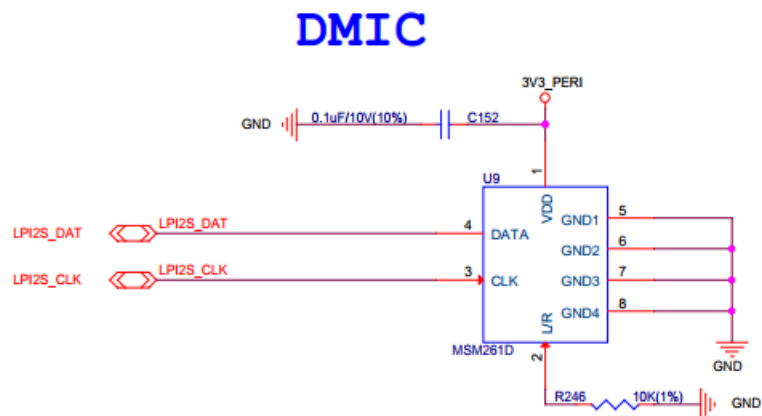 DMIC
3V3_PERI
GND
0.1uF/10V(10%)
C152
1
U9
VDD
LPI2S_DAT
LPI2S_DAT
4
DATA
GND1
5
GND2
6
LPI2S_CLK
LPI2S_CLK
3
CLK
GND3
7
GND4
8
L/R
MSM261D
2
GND
R246
10K(1%)
GND